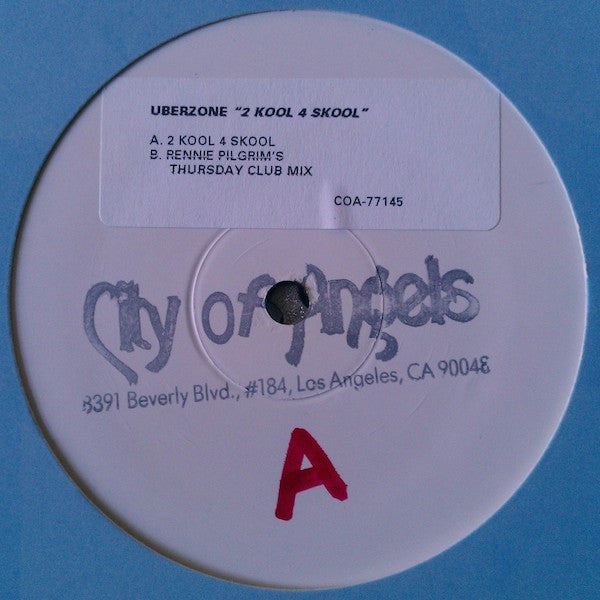 UBERZONE "2 KOOL 4 SKOOL"
A. 2 KOOL 4 SKOOL
B. RENNIE PILGRIM'S
THURSDAY CLUB MIX
COA-77145
City of Angels
8391 Beverly Blvd., #184, Los Angeles, CA 90048
A